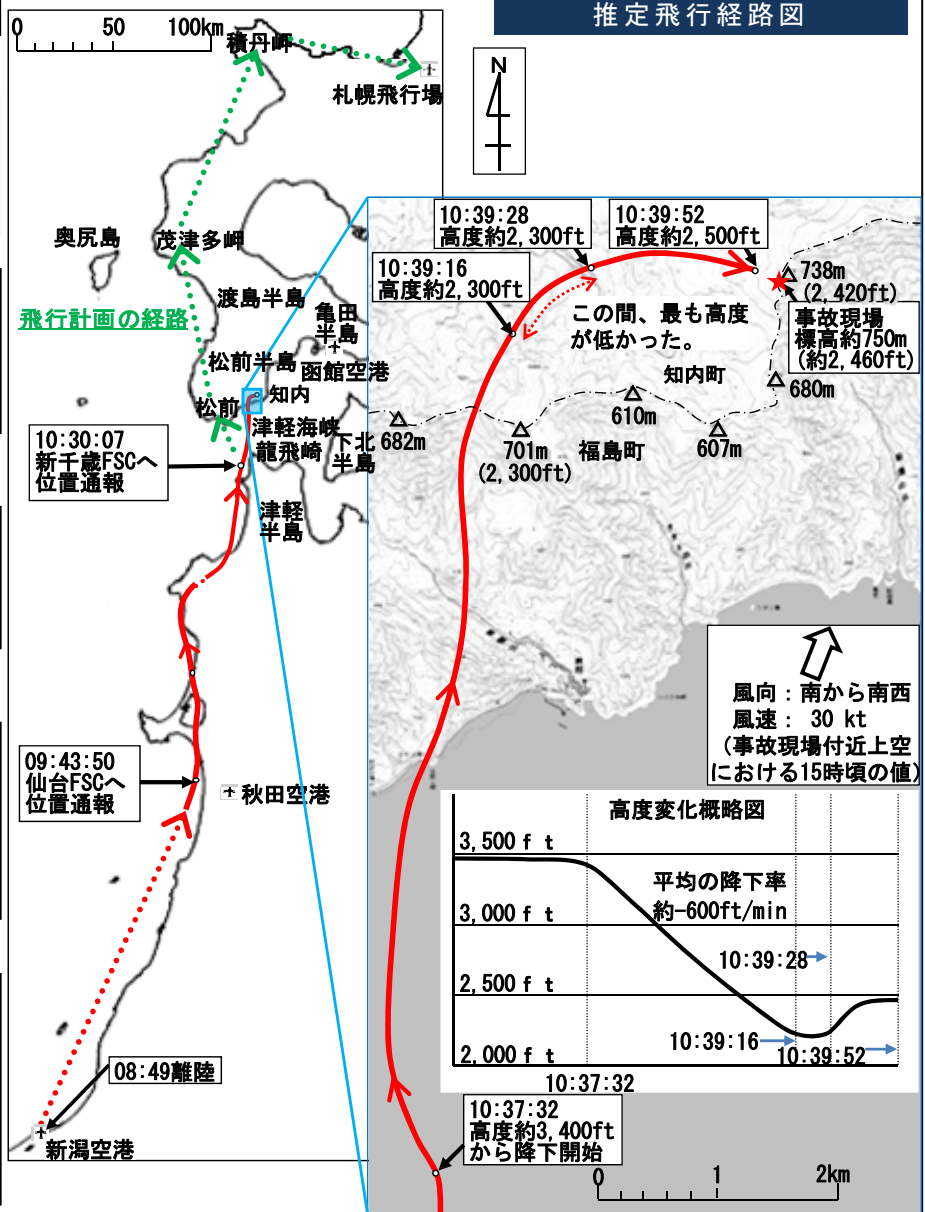 推定飛行経路図
0 50 100km
積丹岬
札幌飛行場
N
奥尻島
茂津多岬
渡島半島
飛行計画の経路
亀田
半島
松前半島
函館空港
知内
松前
津軽海峡
龍飛崎
下北
半島
津軽
半島
10:30:07
新千歳FSCへ
位置通報
09:43:50
仙台FSCへ
位置通報
秋田空港
08:49離陸
新潟空港
10:39:28
高度約2,300ft
10:39:52
高度約2,500ft
10:39:16
高度約2,300ft
この間、最も高度
が低かった。
738m
(2,420ft)
事故現場
標高約750m
(約2,460ft)
知内町
680m
610m
682m
701m
(2,300ft)
福島町
607m
風向：南から南西
風速： 30 kt
(事故現場付近上空
における15時頃の値)
高度変化概略図
3,500ft
平均の降下率
約-600ft/min
3,000ft
10:39:28
2,500ft
10:39:16
10:39:52
2,000ft
10:37:32
10:37:32
高度約3,400ft
から降下開始
0 1 2km